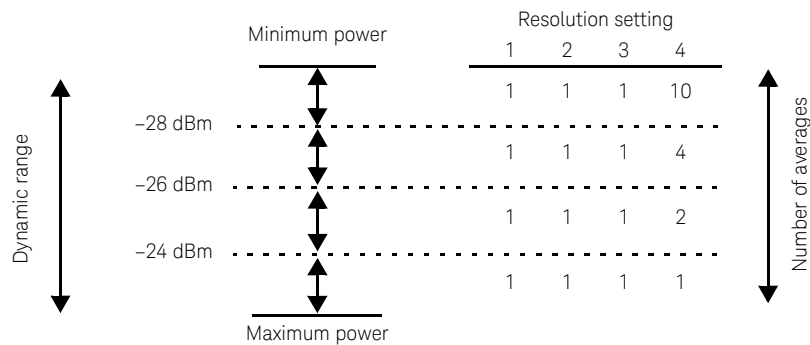 Minimum power
Resolution setting
1 2 3 4
1 1 1 10
–28 dBm
1 1 1 4
–26 dBm
1 1 1 2
–24 dBm
1 1 1 1
Maximum power
Dynamic range
Number of averages